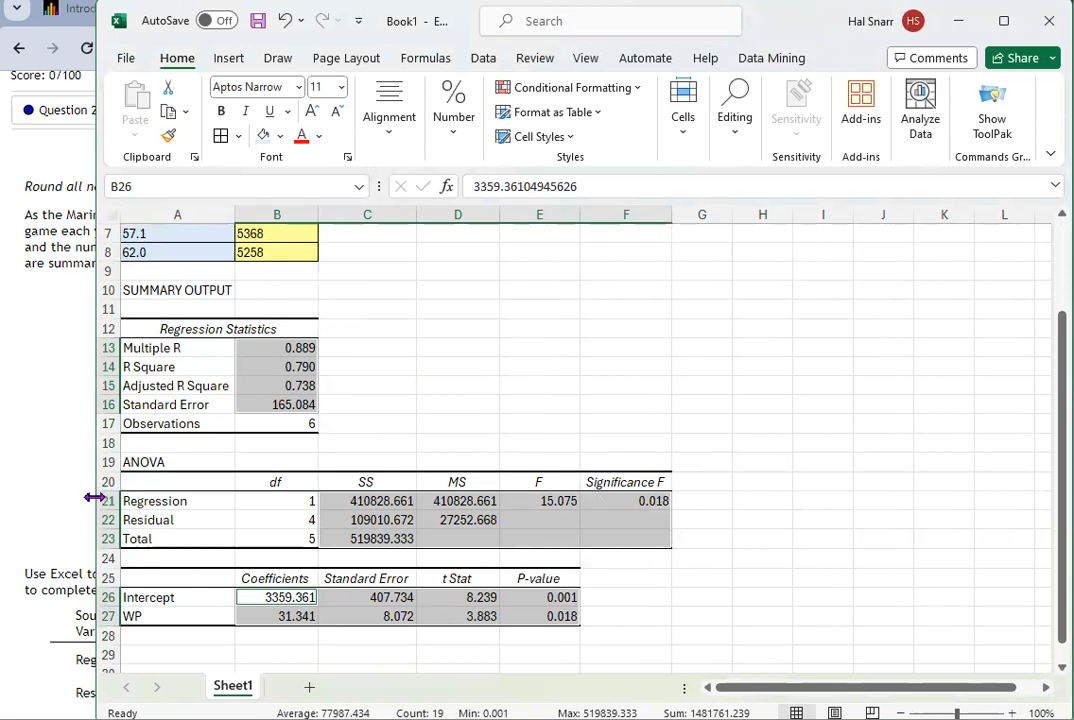 Introd
AutoSave Off Book1 - E... Search Hal Snarr HS
File Home Insert Draw Page Layout Formulas Data Review View Automate Help Data Mining Comments Share
Score: 0/100
Question 2
Paste Aptos Narrow 11 B I U A A A Alignment % Number Conditional Formatting Format as Table Cell Styles Cells Editing Sensitivity Add-ins Analyze Data Show ToolPak
Clipboard Font Styles Sensitivity Add-ins Commands Gr...
B26 fx 3359.36104945626
Round all n
As the Mari
game each
and the num
are summar
A B C D E F G H I J K L
7 57.1 5368
8 62.0 5258
9
10 SUMMARY OUTPUT
11
12 Regression Statistics
13 Multiple R 0.889
14 R Square 0.790
15 Adjusted R Square 0.738
16 Standard Error 165.084
17 Observations 6
18
19 ANOVA
20 df SS MS F Significance F
21 Regression 1 410828.661 410828.661 15.075 0.018
22 Residual 4 109010.672 27252.668
23 Total 5 519839.333
24
25 Coefficients Standard Error t Stat P-value
26 Intercept 3359.361 407.734 8.239 0.001
27 WP 31.341 8.072 3.883 0.018
28
29
Use Excel to
to complete
Sou
Var
Reg
Res
Sheet1
Ready Average: 77987.434 Count: 19 Min: 0.001 Max: 519839.333 Sum: 1481761.239 100%